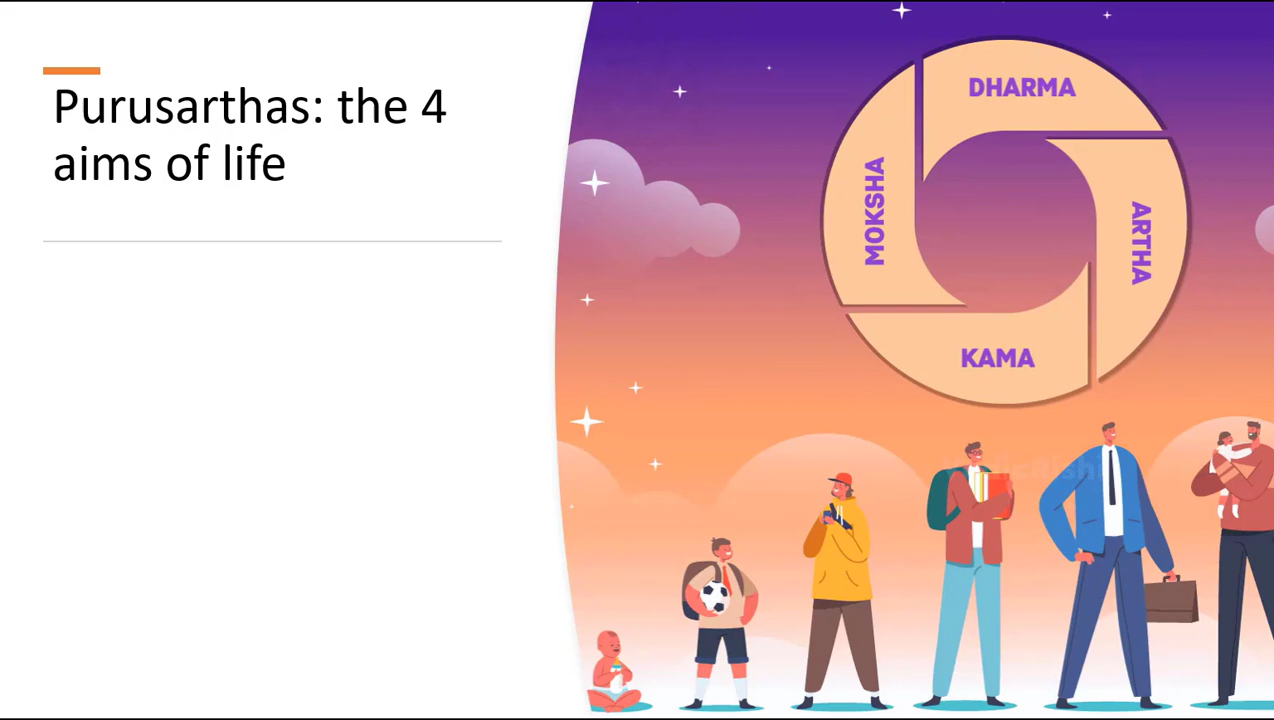 Purusarthas: the 4
aims of life
DHARMA
MOKSHA
ARTHA
KAMA